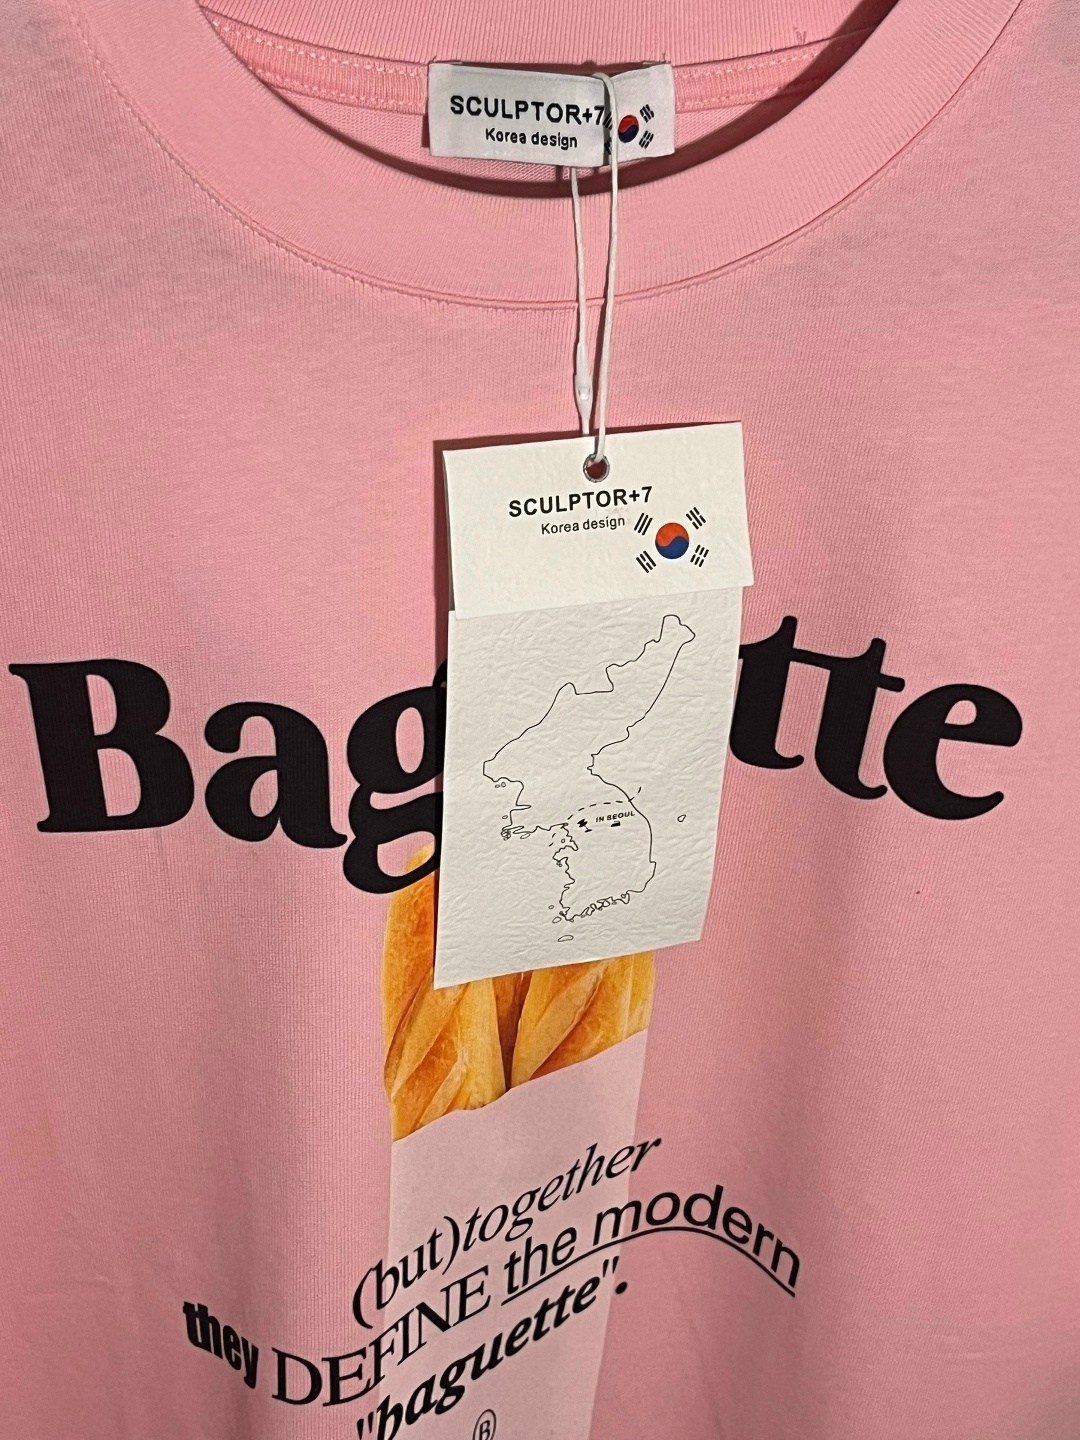 SCULPTOR+7
Korea design
SCULPTOR+7
Korea design
IN SEOUL
Bag tte
(but)together
they DEFINE the modern
"baguette".
B